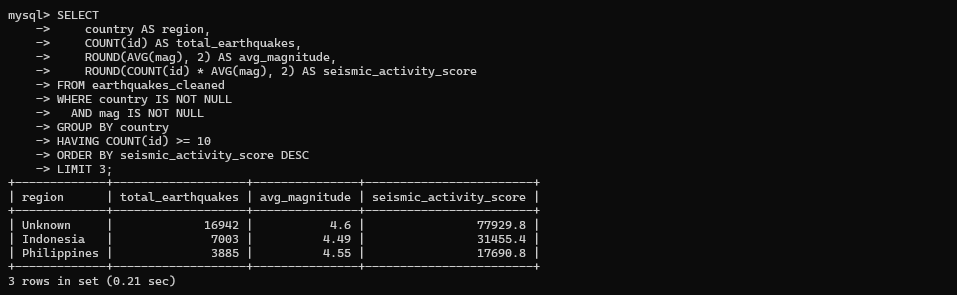 mysql> SELECT
    ->     country AS region,
    ->     COUNT(id) AS total_earthquakes,
    ->     ROUND(AVG(mag), 2) AS avg_magnitude,
    ->     ROUND(COUNT(id) * AVG(mag), 2) AS seismic_activity_score
    -> FROM earthquakes_cleaned
    -> WHERE country IS NOT NULL
    ->   AND mag IS NOT NULL
    -> GROUP BY country
    -> HAVING COUNT(id) >= 10
    -> ORDER BY seismic_activity_score DESC
    -> LIMIT 3;
+-------------+-------------------+---------------+------------------------+
| region      | total_earthquakes | avg_magnitude | seismic_activity_score |
+-------------+-------------------+---------------+------------------------+
| Unknown     |             16942 |           4.6 |                77929.8 |
| Indonesia   |              7003 |          4.49 |                31455.4 |
| Philippines |              3885 |          4.55 |                17690.8 |
+-------------+-------------------+---------------+------------------------+
3 rows in set (0.21 sec)